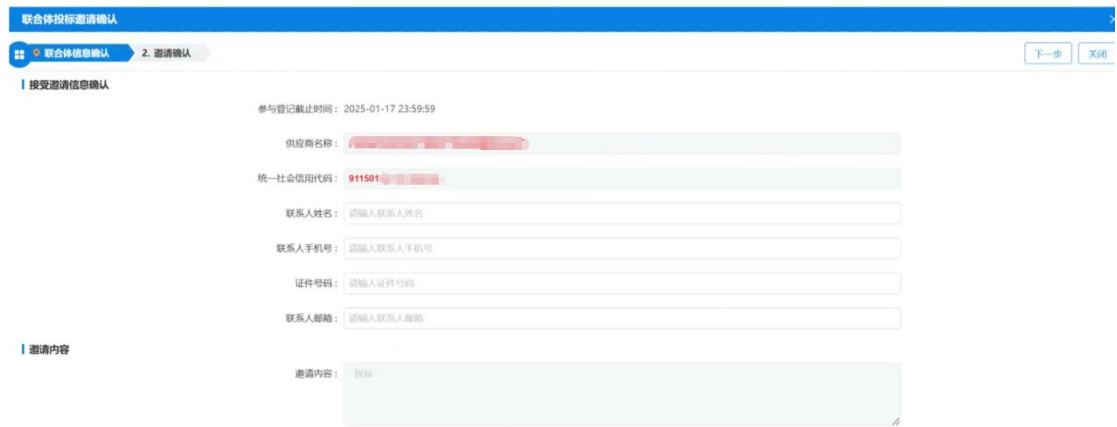 联合体投标邀请确认
联合体信息确认 2. 邀请确认 下一步 关闭
接受邀请信息确认
参与登记截止时间： 2025-01-17 23:59:59
供应商名称：
统一社会信用代码： 911501
联系人姓名： 请输入联系人姓名
联系人手机号： 请输入联系人手机号
证件号码： 请输入证件号码
联系人邮箱： 请输入联系人邮箱
邀请内容
邀请内容： 投标